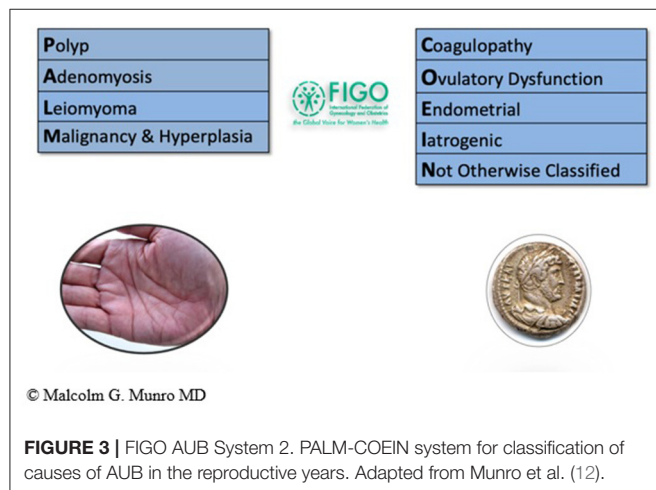 Polyp
Adenomyosis
Leiomyoma
Malignancy & Hyperplasia
FIGO
International Federation of
Gynecology and Obstetrics
the Global Voice for Women's Health
Coagulopathy
Ovulatory Dysfunction
Endometrial
Iatrogenic
Not Otherwise Classified
© Malcolm G. Munro MD
FIGURE 3 | FIGO AUB System 2. PALM-COEIN system for classification of
causes of AUB in the reproductive years. Adapted from Munro et al. (12).